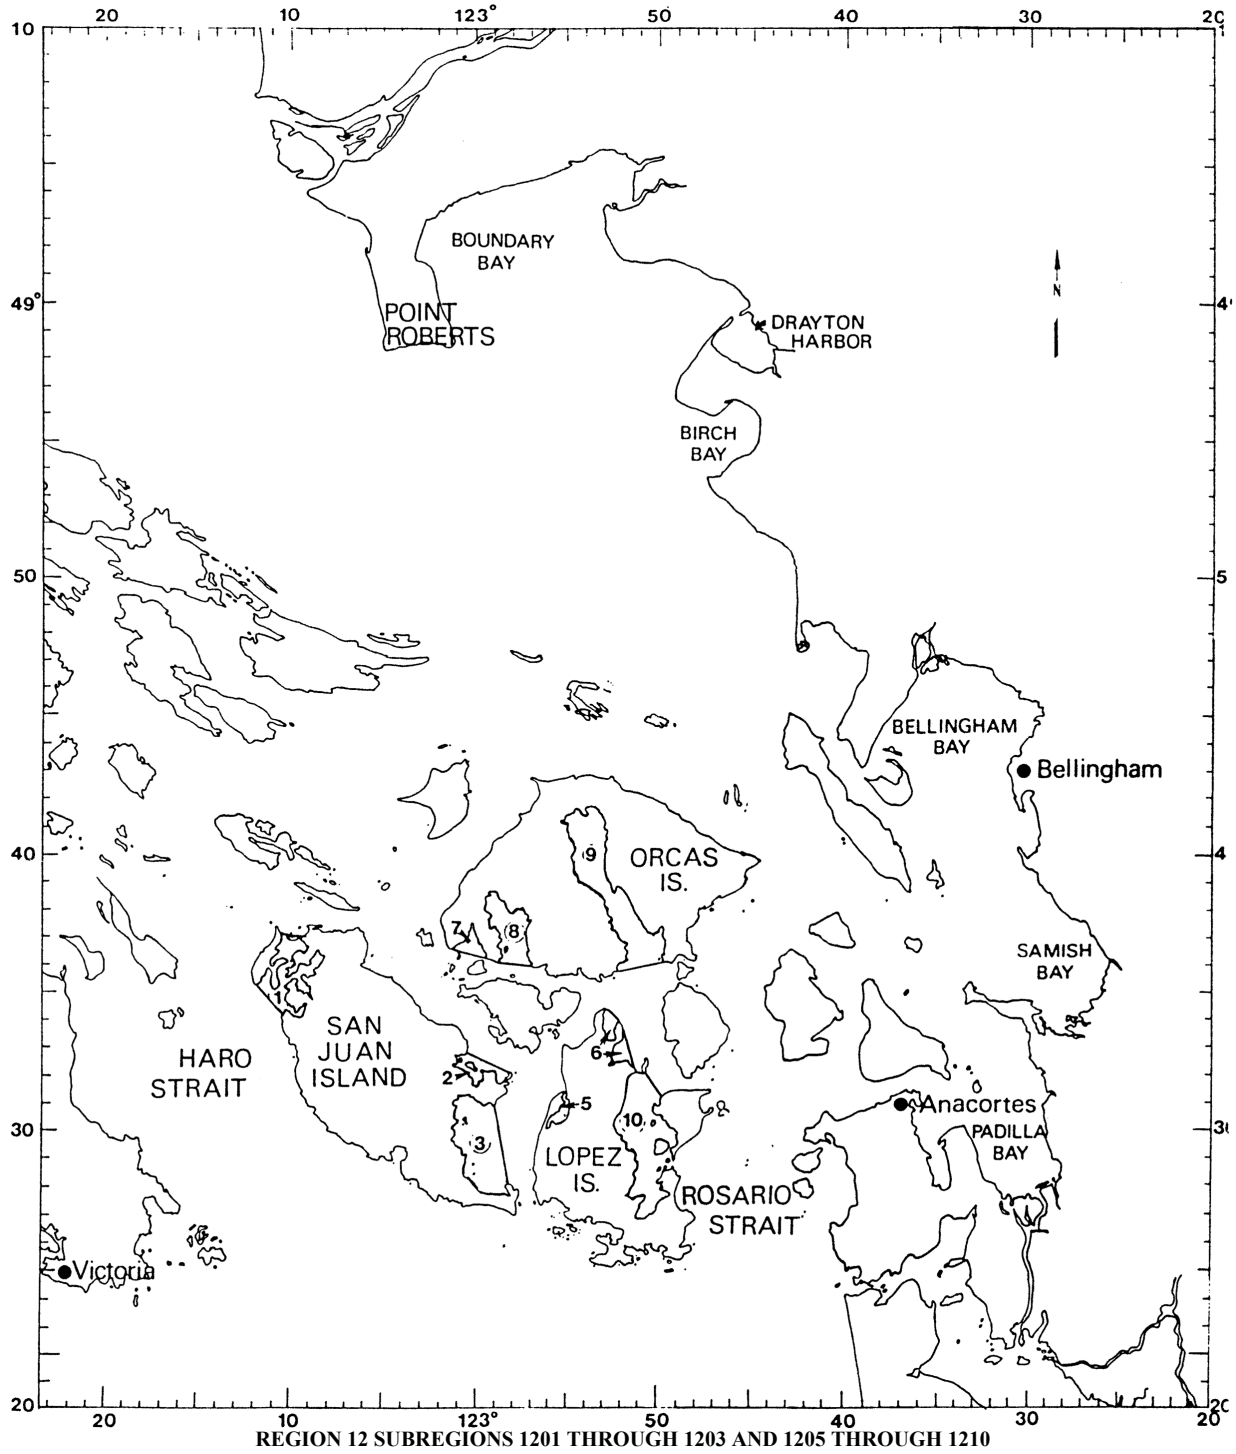 20 10 123° 50 40 30 20
10
BOUNDARY
BAY
N
49°
POINT
ROBERTS
DRAYTON
HARBOR
BIRCH
BAY
50
5
BELLINGHAM
BAY
Bellingham
40
4
9
ORCAS
IS.
7
8
SAMISH
BAY
1
SAN
JUAN
ISLAND
HARO
STRAIT
6
2
5
Anacortes
10
30
3
PADILLA
BAY
LOPEZ
IS.
ROSARIO
STRAIT
Victoria
20
20 10 123° 50 40 30 20
REGION 12 SUBREGIONS 1201 THROUGH 1203 AND 1205 THROUGH 1210